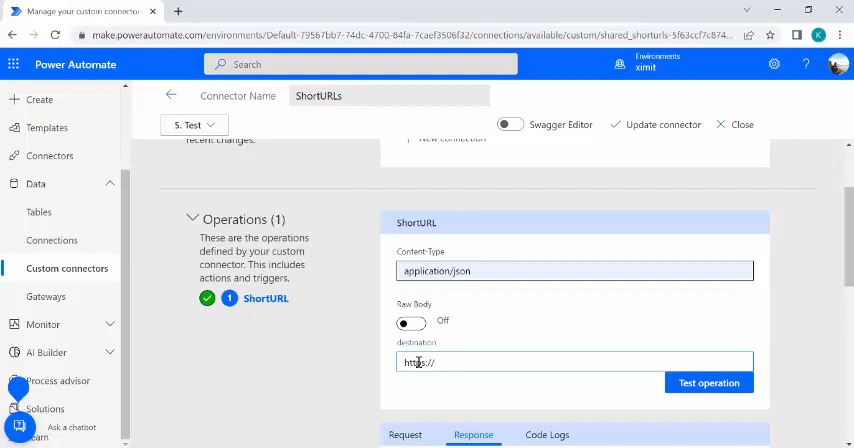 Manage your custom connectors
make.powerautomate.com/environments/Default-79567bb7-74dc-4700-84fa-7caef3506f32/connections/available/custom/shared_shorturls-5f63ccf7c874...
K
Power Automate
Search
Environments
ximit
Create
Templates
Connectors
Data
Tables
Connections
Custom connectors
Gateways
Monitor
AI Builder
Process advisor
Solutions
Ask a chatbot
Learn
Connector Name
ShortURLs
5. Test
Swagger Editor
Update connector
Close
recent changes.
New connection
Operations (1)
These are the operations
defined by your custom
connector. This includes
actions and triggers.
1
ShortURL
ShortURL
Content-Type
application/json
Raw Body
Off
destination
https://
Test operation
Request
Response
Code Logs